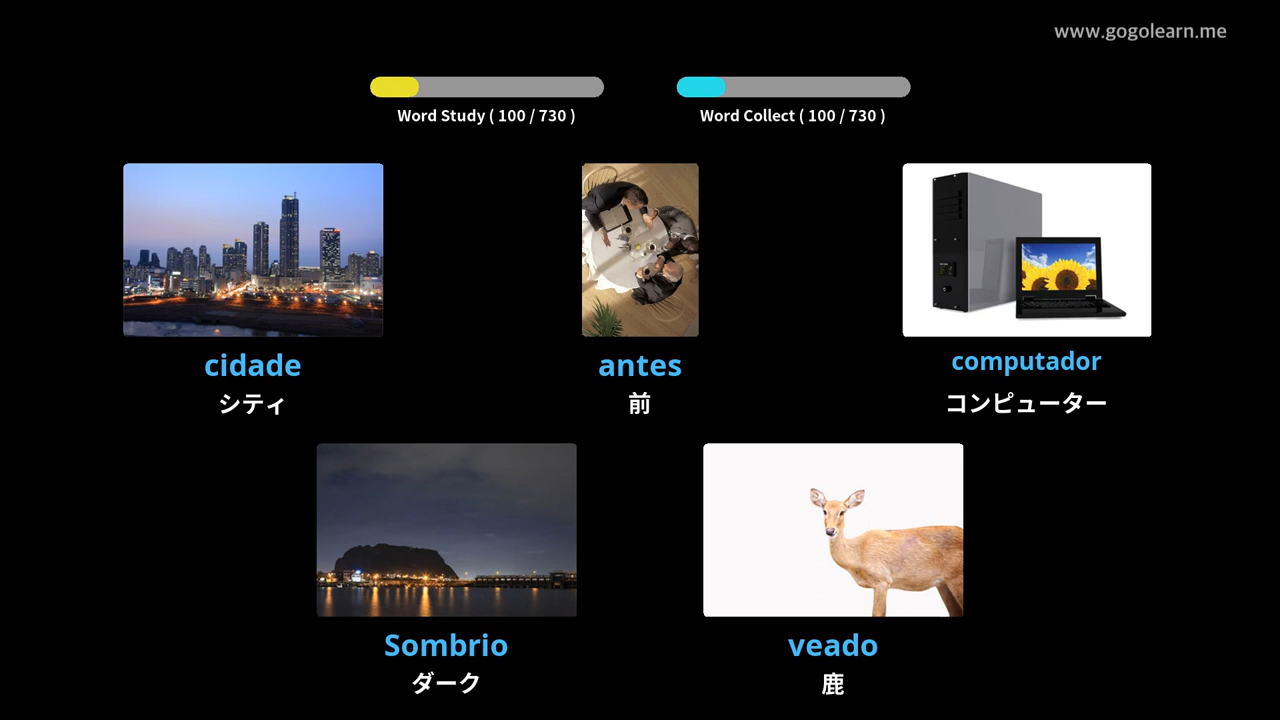 www.gogolearn.me
Word Study ( 100 / 730 )
Word Collect ( 100 / 730 )
cidade
シティ
antes
前
computador
コンピューター
Sombrio
ダーク
veado
鹿